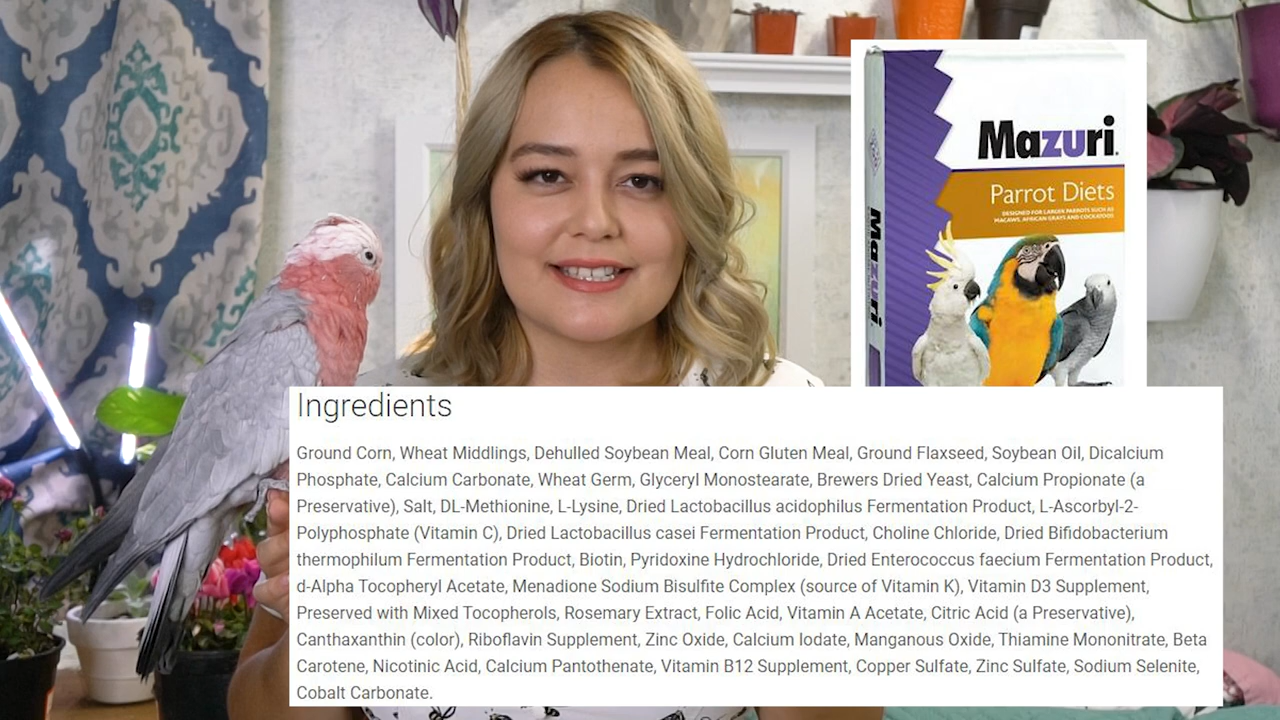 Mazuri
Parrot Diets
DESIGNED FOR LARGER PARROTS SUCH AS
MACAWS, AFRICAN GRAYS AND COCKATOOS
Mazuri
Ingredients
Ground Corn, Wheat Middlings, Dehulled Soybean Meal, Corn Gluten Meal, Ground Flaxseed, Soybean Oil, Dicalcium
Phosphate, Calcium Carbonate, Wheat Germ, Glyceryl Monostearate, Brewers Dried Yeast, Calcium Propionate (a
Preservative), Salt, DL-Methionine, L-Lysine, Dried Lactobacillus acidophilus Fermentation Product, L-Ascorbyl-2-
Polyphosphate (Vitamin C), Dried Lactobacillus casei Fermentation Product, Choline Chloride, Dried Bifidobacterium
thermophilum Fermentation Product, Biotin, Pyridoxine Hydrochloride, Dried Enterococcus faecium Fermentation Product,
d-Alpha Tocopheryl Acetate, Menadione Sodium Bisulfite Complex (source of Vitamin K), Vitamin D3 Supplement,
Preserved with Mixed Tocopherols, Rosemary Extract, Folic Acid, Vitamin A Acetate, Citric Acid (a Preservative),
Canthaxanthin (color), Riboflavin Supplement, Zinc Oxide, Calcium Iodate, Manganous Oxide, Thiamine Mononitrate, Beta
Carotene, Nicotinic Acid, Calcium Pantothenate, Vitamin B12 Supplement, Copper Sulfate, Zinc Sulfate, Sodium Selenite,
Cobalt Carbonate.